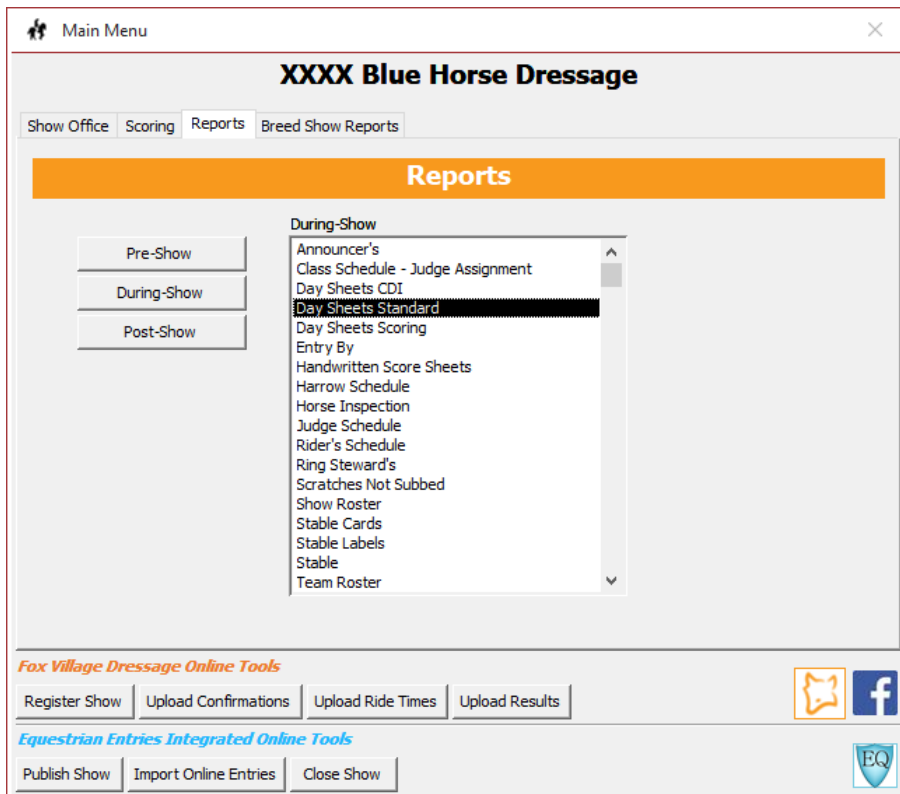 Main Menu
XXXX Blue Horse Dressage
Show Office Scoring Reports Breed Show Reports
Reports
Pre-Show
During-Show
Post-Show
During-Show
Announcer's
Class Schedule - Judge Assignment
Day Sheets CDI
Day Sheets Standard
Day Sheets Scoring
Entry By
Handwritten Score Sheets
Harrow Schedule
Horse Inspection
Judge Schedule
Rider's Schedule
Ring Steward's
Scratches Not Subbed
Show Roster
Stable Cards
Stable Labels
Stable
Team Roster
Fox Village Dressage Online Tools
Register Show Upload Confirmations Upload Ride Times Upload Results
f
Equestrian Entries Integrated Online Tools
Publish Show Import Online Entries Close Show
EQ